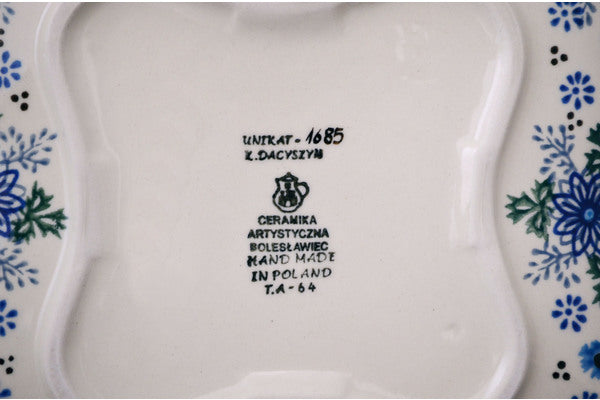 UNIKAT - 1685
K. DACYSZYN
CERAMIKA
ARTYSTYCZNA
BOLESŁAWIEC
HAND MADE
IN POLAND
T.A - 64